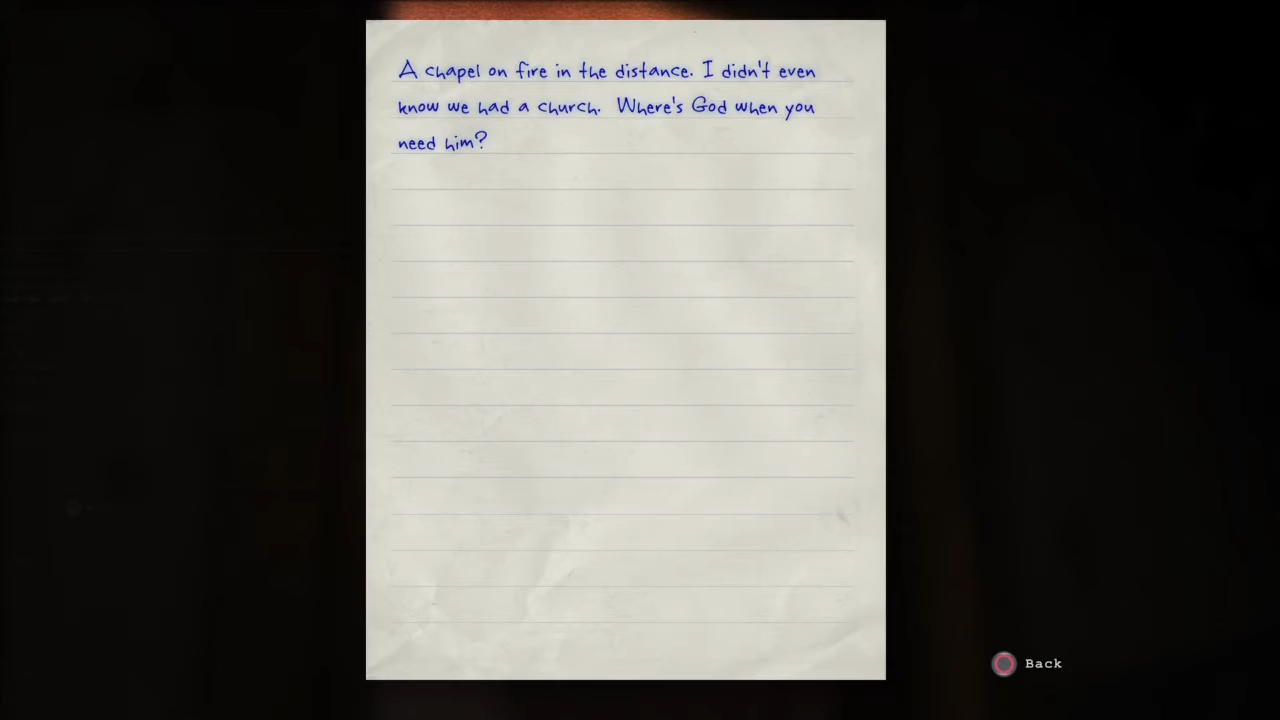 A chapel on fire in the distance. I didn't even
know we had a church. Where's God when you
need him?
Back